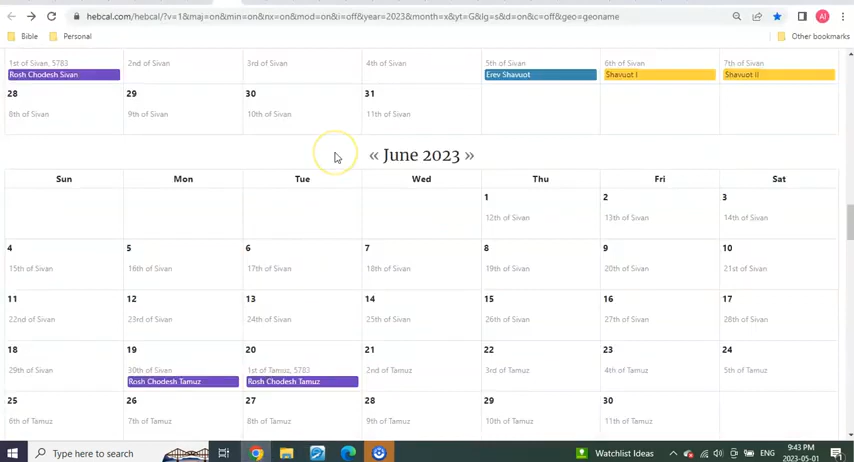 hebcal.com/hebcal/?v=1&maj=on&min=on&nx=on&mod=on&i=off&year=2023&month=x&yt=G&lg=s&d=on&c=off&geo=geoname
AI
Bible Personal Other bookmarks
1st of Sivan, 5783 2nd of Sivan 3rd of Sivan 4th of Sivan 5th of Sivan 6th of Sivan 7th of Sivan
Rosh Chodesh Sivan Erev Shavuot Shavuot I Shavuot II
28 29 30 31
8th of Sivan 9th of Sivan 10th of Sivan 11th of Sivan
« June 2023 »
Sun Mon Tue Wed Thu Fri Sat
1 2 3
12th of Sivan 13th of Sivan 14th of Sivan
4 5 6 7 8 9 10
15th of Sivan 16th of Sivan 17th of Sivan 18th of Sivan 19th of Sivan 20th of Sivan 21st of Sivan
11 12 13 14 15 16 17
22nd of Sivan 23rd of Sivan 24th of Sivan 25th of Sivan 26th of Sivan 27th of Sivan 28th of Sivan
18 19 20 21 22 23 24
29th of Sivan 30th of Sivan 1st of Tamuz, 5783 2nd of Tamuz 3rd of Tamuz 4th of Tamuz 5th of Tamuz
Rosh Chodesh Tamuz Rosh Chodesh Tamuz
25 26 27 28 29 30
6th of Tamuz 7th of Tamuz 8th of Tamuz 9th of Tamuz 10th of Tamuz 11th of Tamuz
Type here to search Watchlist Ideas ENG 9:43 PM
2023-05-01